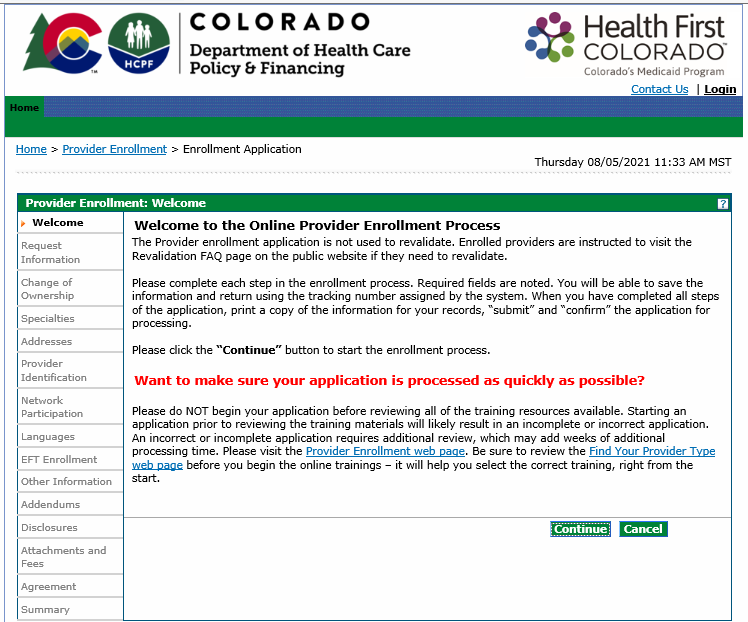 COLORADO
Department of Health Care
Policy & Financing
HCPF
TM
Health First
COLORADO™
Colorado's Medicaid Program
Contact Us | Login
Home
Home > Provider Enrollment > Enrollment Application
Thursday 08/05/2021 11:33 AM MST
Provider Enrollment: Welcome
?
Welcome
Request
Information
Change of
Ownership
Specialties
Addresses
Provider
Identification
Network
Participation
Languages
EFT Enrollment
Other Information
Addendums
Disclosures
Attachments and
Fees
Agreement
Summary
Welcome to the Online Provider Enrollment Process
The Provider enrollment application is not used to revalidate. Enrolled providers are instructed to visit the
Revalidation FAQ page on the public website if they need to revalidate.
Please complete each step in the enrollment process. Required fields are noted. You will be able to save the
information and return using the tracking number assigned by the system. When you have completed all steps
of the application, print a copy of the information for your records, “submit” and “confirm” the application for
processing.
Please click the “Continue” button to start the enrollment process.
Want to make sure your application is processed as quickly as possible?
Please do NOT begin your application before reviewing all of the training resources available. Starting an
application prior to reviewing the training materials will likely result in an incomplete or incorrect application.
An incorrect or incomplete application requires additional review, which may add weeks of additional
processing time. Please visit the Provider Enrollment web page. Be sure to review the Find Your Provider Type
web page before you begin the online trainings – it will help you select the correct training, right from the
start.
Continue Cancel